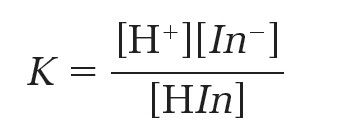 K = [H⁺][In⁻] / [HIn]